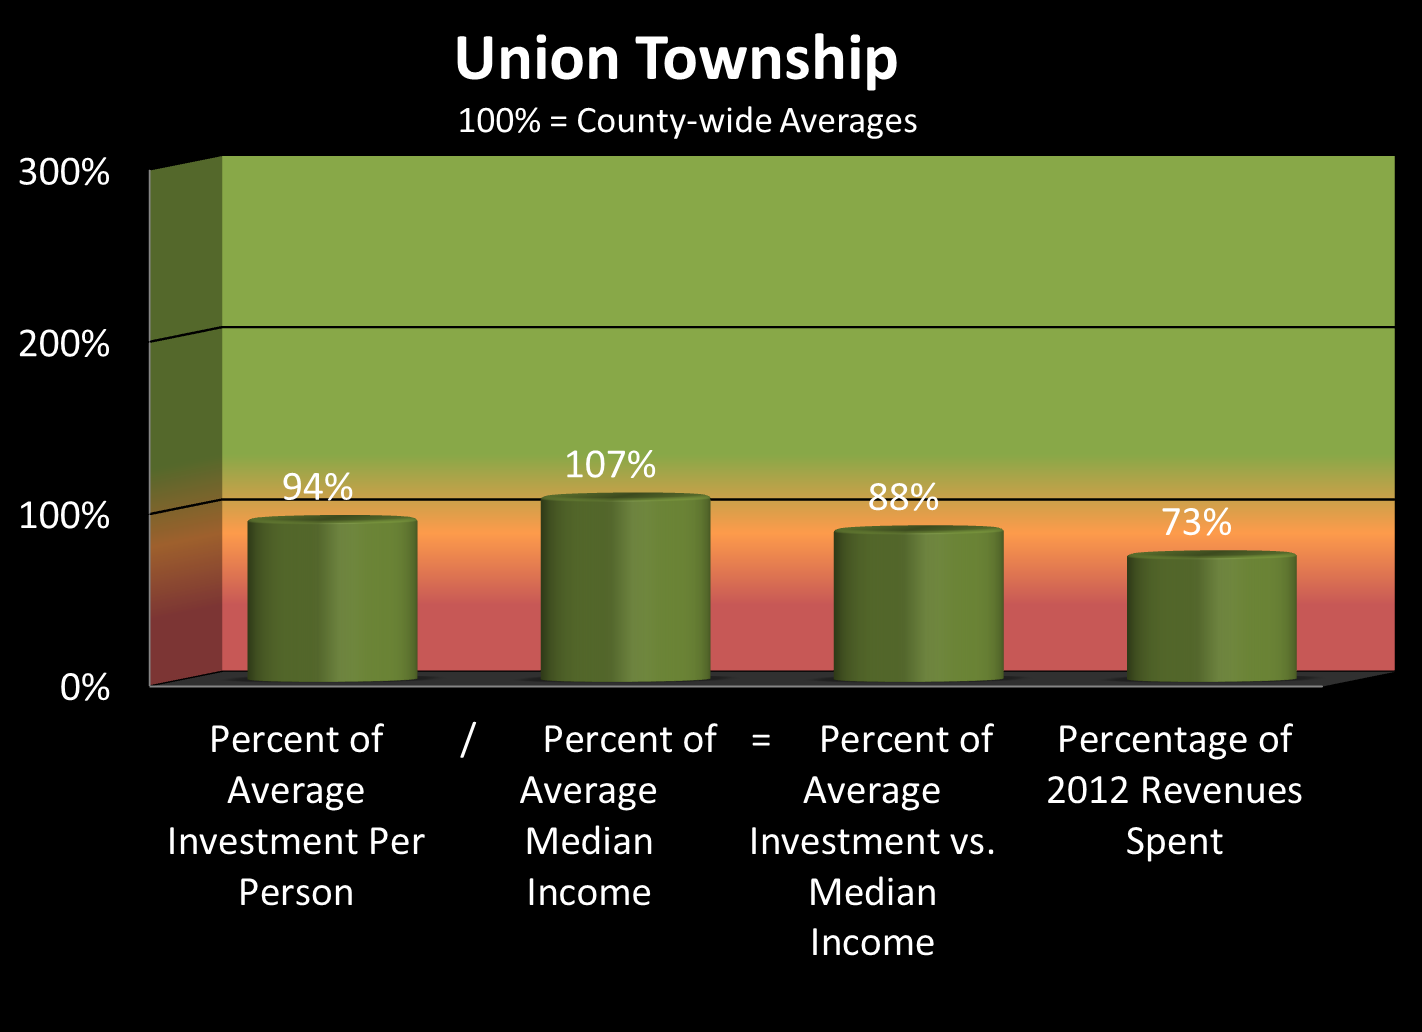 Union Township
100% = County-wide Averages
300%
200%
100%
0%
94%
107%
88%
73%
Percent of
Average
Investment Per
Person
/
Percent of
Average
Median
Income
=
Percent of
Average
Investment vs.
Median
Income
Percentage of
2012 Revenues
Spent